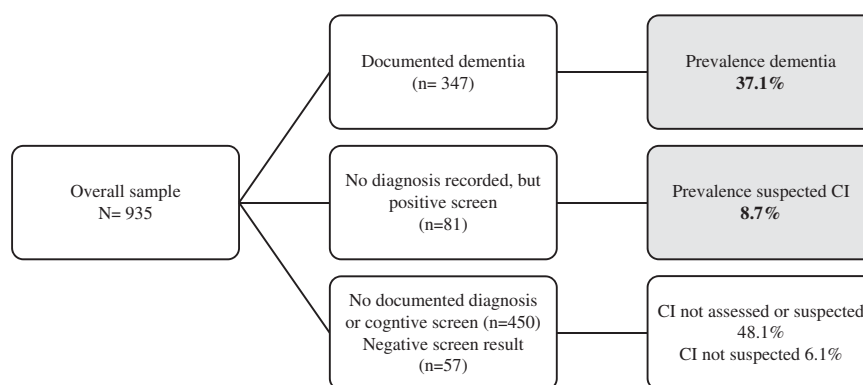 Overall sample
N= 935
Documented dementia
(n= 347)
Prevalence dementia
37.1%
No diagnosis recorded, but
positive screen
(n=81)
Prevalence suspected CI
8.7%
No documented diagnosis
or cogntive screen (n=450)
Negative screen result
(n=57)
CI not assessed or suspected
48.1%
CI not suspected 6.1%